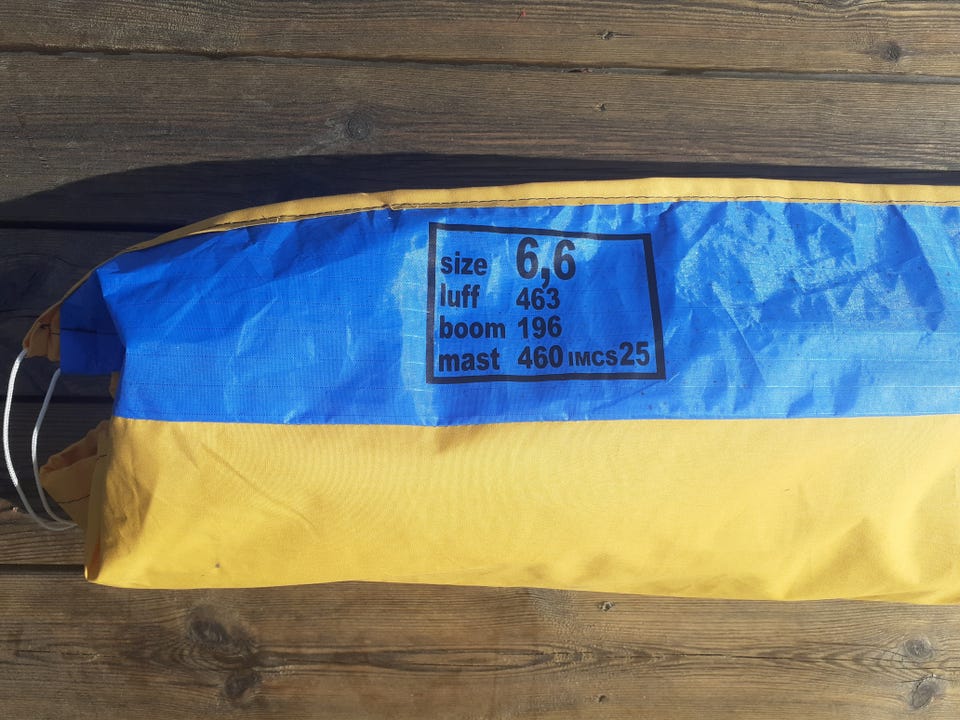 size 6,6
luff 463
boom 196
mast 460 IMCS 25